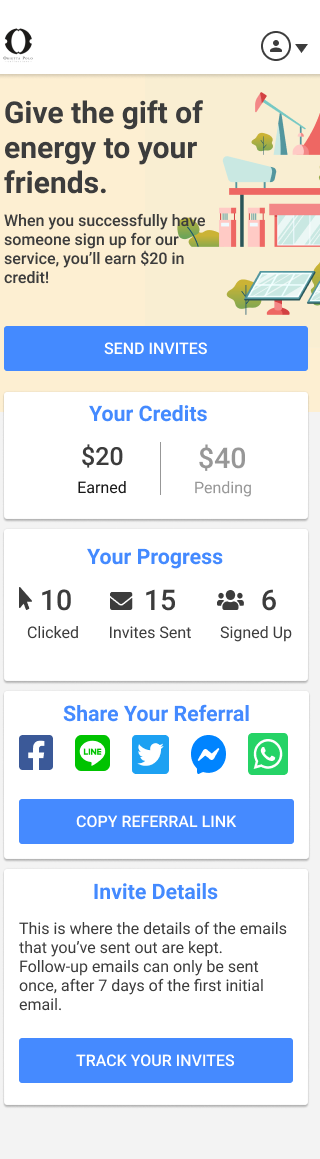 Give the gift of
energy to your
friends.
When you successfully have
someone sign up for our
service, you’ll earn $20 in
credit!
SEND INVITES
Your Credits
$20
Earned
$40
Pending
Your Progress
10
Clicked
15
Invites Sent
6
Signed Up
Share Your Referral
LINE
COPY REFERRAL LINK
Invite Details
This is where the details of the emails
that you’ve sent out are kept.
Follow-up emails can only be sent
once, after 7 days of the first initial
email.
TRACK YOUR INVITES